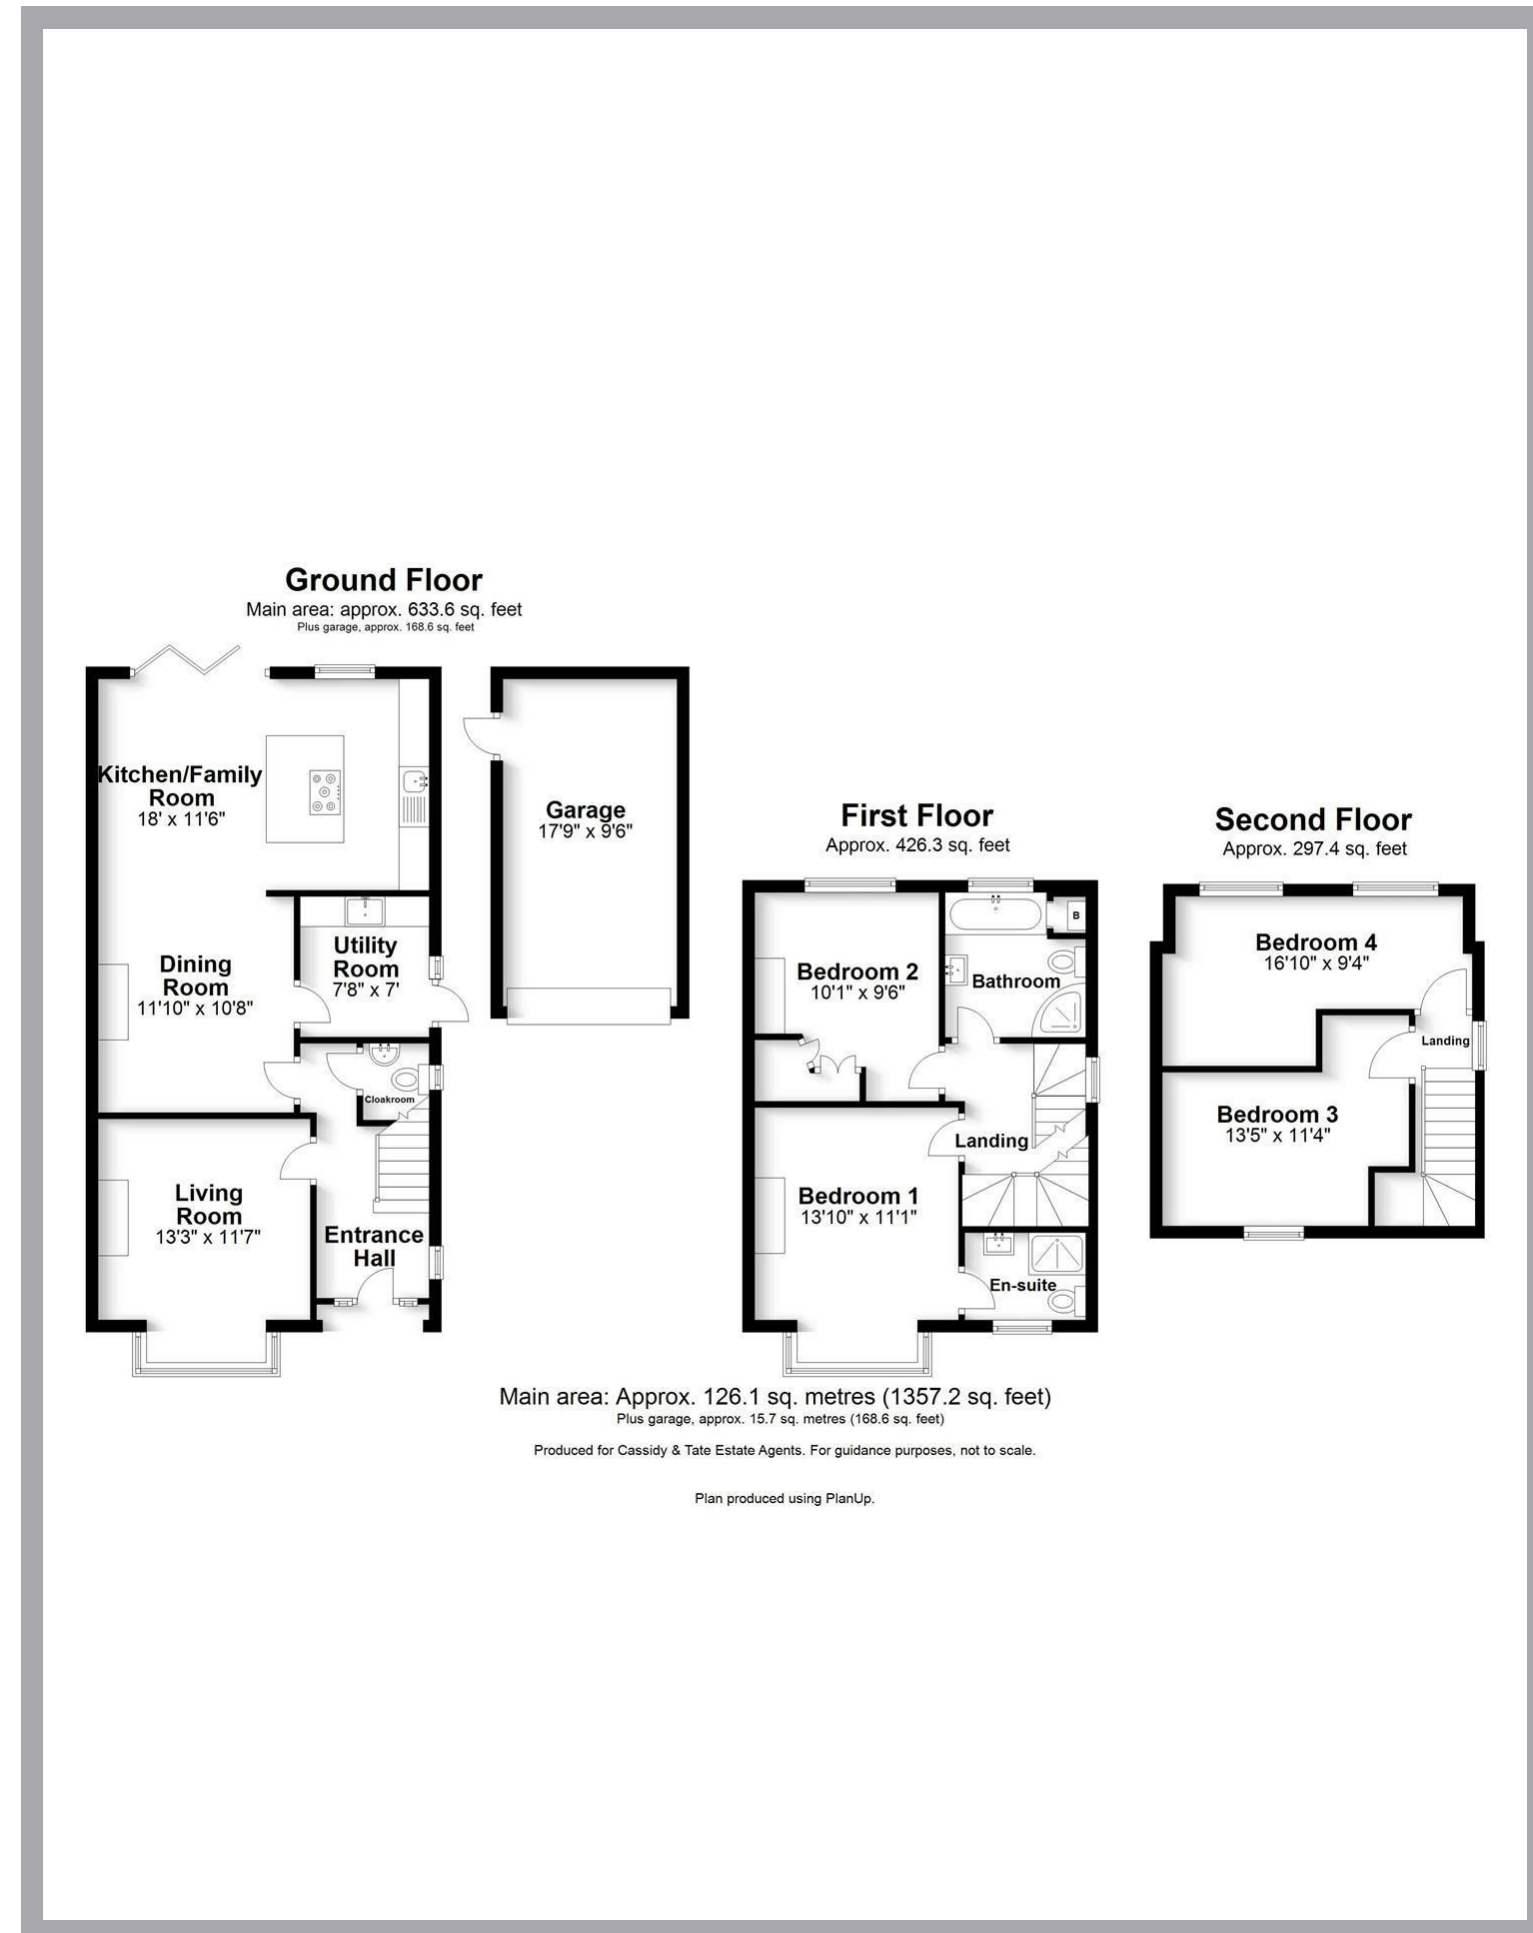 Ground Floor
Main area: approx. 633.6 sq. feet
Plus garage, approx. 168.6 sq. feet
Kitchen/Family
Room
18' x 11'6"
Garage
17'9" x 9'6"
Dining
Room
11'10" x 10'8"
Utility
Room
7'8" x 7'
Cloakroom
Living
Room
13'3" x 11'7"
Entrance
Hall
First Floor
Approx. 426.3 sq. feet
B
Bedroom 2
10'1" x 9'6"
Bathroom
Landing
Bedroom 1
13'10" x 11'1"
En-suite
Second Floor
Approx. 297.4 sq. feet
Bedroom 4
16'10" x 9'4"
Landing
Bedroom 3
13'5" x 11'4"
Main area: Approx. 126.1 sq. metres (1357.2 sq. feet)
Plus garage, approx. 15.7 sq. metres (168.6 sq. feet)
Produced for Cassidy & Tate Estate Agents. For guidance purposes, not to scale.
Plan produced using PlanUp.